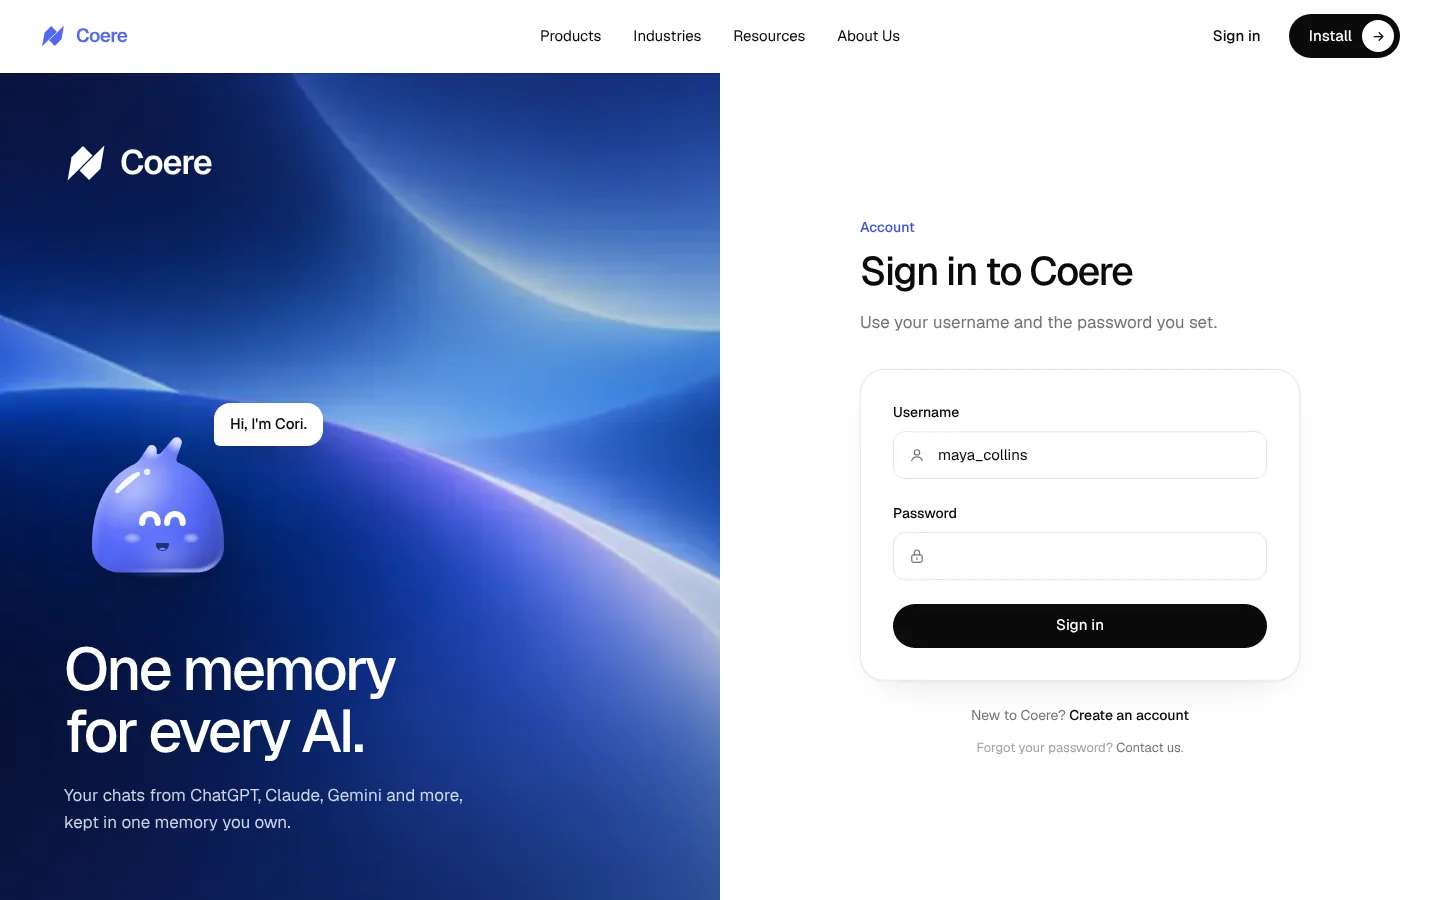 Coere
Products
Industries
Resources
About Us
Sign in
Install
Coere
Hi, I'm Cori.
One memory
for every AI.
Your chats from ChatGPT, Claude, Gemini and more,
kept in one memory you own.
Account
Sign in to Coere
Use your username and the password you set.
Username
maya_collins
Password
Sign in
New to Coere? Create an account
Forgot your password? Contact us.